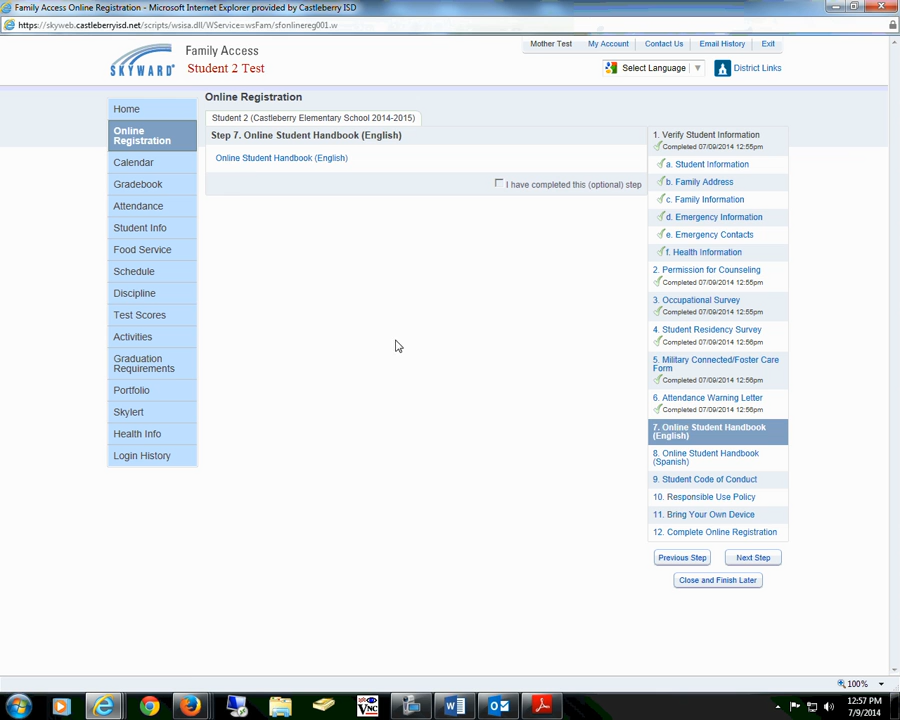 Family Access Online Registration - Microsoft Internet Explorer provided by Castleberry ISD
https://skyweb.castleberryisd.net/scripts/wsisa.dll/WService=wsFam/sfonlinereg001.w
SKYWARD
Family Access
Student 2 Test
Mother Test
My Account
Contact Us
Email History
Exit
Select Language
District Links
Home
Online
Registration
Calendar
Gradebook
Attendance
Student Info
Food Service
Schedule
Discipline
Test Scores
Activities
Graduation
Requirements
Portfolio
Skylert
Health Info
Login History
Online Registration
Student 2 (Castleberry Elementary School 2014-2015)
Step 7. Online Student Handbook (English)
Online Student Handbook (English)
I have completed this (optional) step
1. Verify Student Information
Completed 07/09/2014 12:55pm
a. Student Information
b. Family Address
c. Family Information
d. Emergency Information
e. Emergency Contacts
f. Health Information
2. Permission for Counseling
Completed 07/09/2014 12:55pm
3. Occupational Survey
Completed 07/09/2014 12:55pm
4. Student Residency Survey
Completed 07/09/2014 12:56pm
5. Military Connected/Foster Care
Form
Completed 07/09/2014 12:56pm
6. Attendance Warning Letter
Completed 07/09/2014 12:56pm
7. Online Student Handbook
(English)
8. Online Student Handbook
(Spanish)
9. Student Code of Conduct
10. Responsible Use Policy
11. Bring Your Own Device
12. Complete Online Registration
Previous Step
Next Step
Close and Finish Later
100%
VNC
12:57 PM
7/9/2014